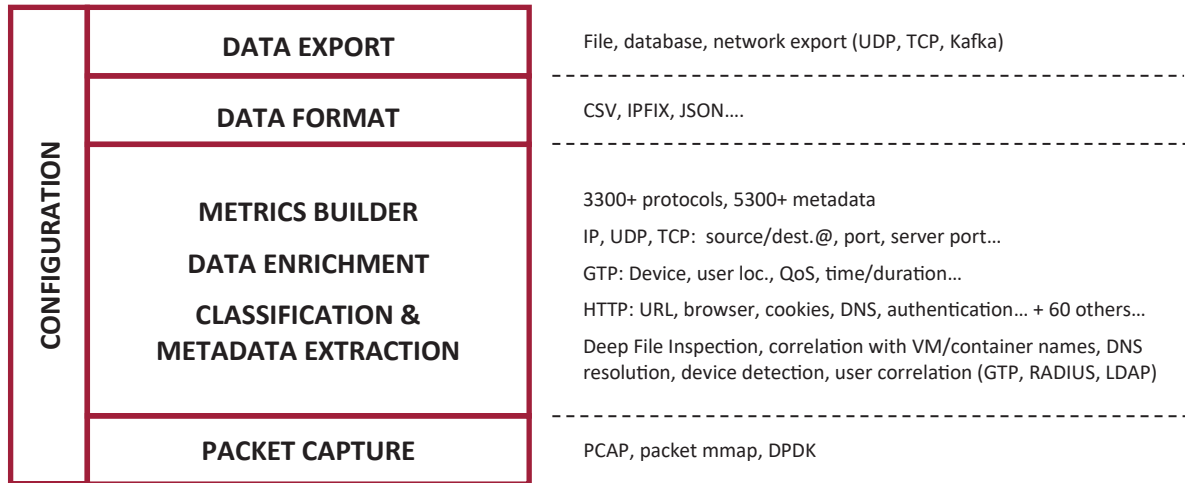 CONFIGURATION
DATA EXPORT
File, database, network export (UDP, TCP, Kafka)
DATA FORMAT
CSV, IPFIX, JSON....
METRICS BUILDER
DATA ENRICHMENT
CLASSIFICATION &
METADATA EXTRACTION
3300+ protocols, 5300+ metadata
IP, UDP, TCP:  source/dest.@, port, server port…
GTP: Device, user loc., QoS, time/duration…
HTTP: URL, browser, cookies, DNS, authentication… + 60 others…
Deep File Inspection, correlation with VM/container names, DNS
resolution, device detection, user correlation (GTP, RADIUS, LDAP)
PACKET CAPTURE
PCAP, packet mmap, DPDK